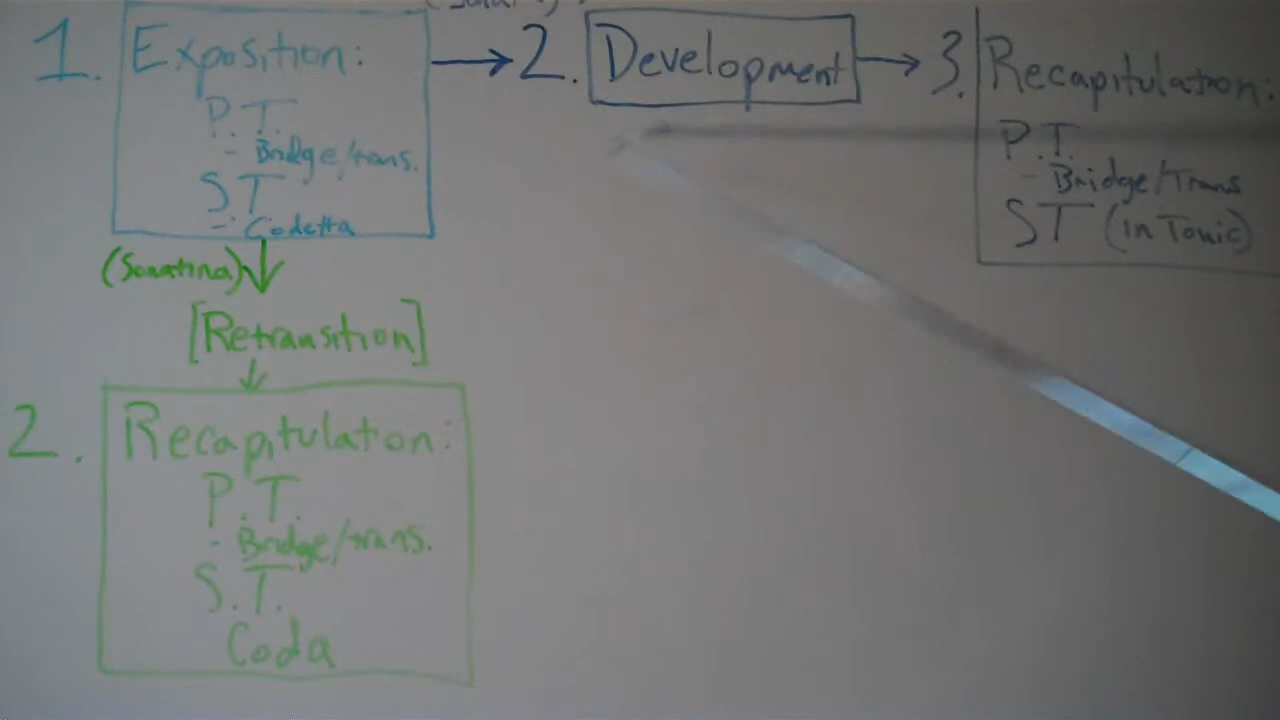 1. Exposition:
P.T.
- Bridge/trans.
ST
- Codetta
2. Development
3. Recapitulation:
P.T.
- Bridge/Trans
ST (in Tonic)
(Sonatina)
[Retransition]
2. Recapitulation:
P.T.
- Bridge/trans.
S.T.
Coda